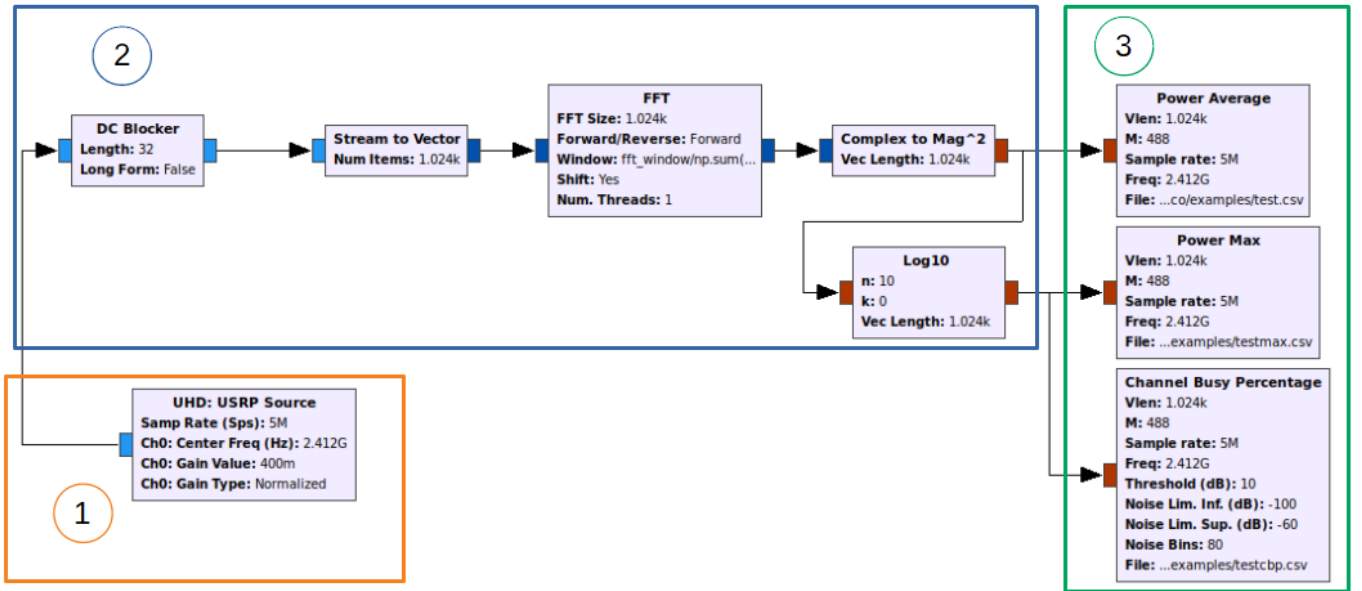 2
DC Blocker
Length: 32
Long Form: False
Stream to Vector
Num Items: 1.024k
FFT
FFT Size: 1.024k
Forward/Reverse: Forward
Window: fft_window/np.sum(...
Shift: Yes
Num. Threads: 1
Complex to Mag^2
Vec Length: 1.024k
Log10
n: 10
k: 0
Vec Length: 1.024k
1
UHD: USRP Source
Samp Rate (Sps): 5M
Ch0: Center Freq (Hz): 2.412G
Ch0: Gain Value: 400m
Ch0: Gain Type: Normalized
3
Power Average
Vlen: 1.024k
M: 488
Sample rate: 5M
Freq: 2.412G
File: ...co/examples/test.csv
Power Max
Vlen: 1.024k
M: 488
Sample rate: 5M
Freq: 2.412G
File: ...examples/testmax.csv
Channel Busy Percentage
Vlen: 1.024k
M: 488
Sample rate: 5M
Freq: 2.412G
Threshold (dB): 10
Noise Lim. Inf. (dB): -100
Noise Lim. Sup. (dB): -60
Noise Bins: 80
File: ...examples/testcbp.csv